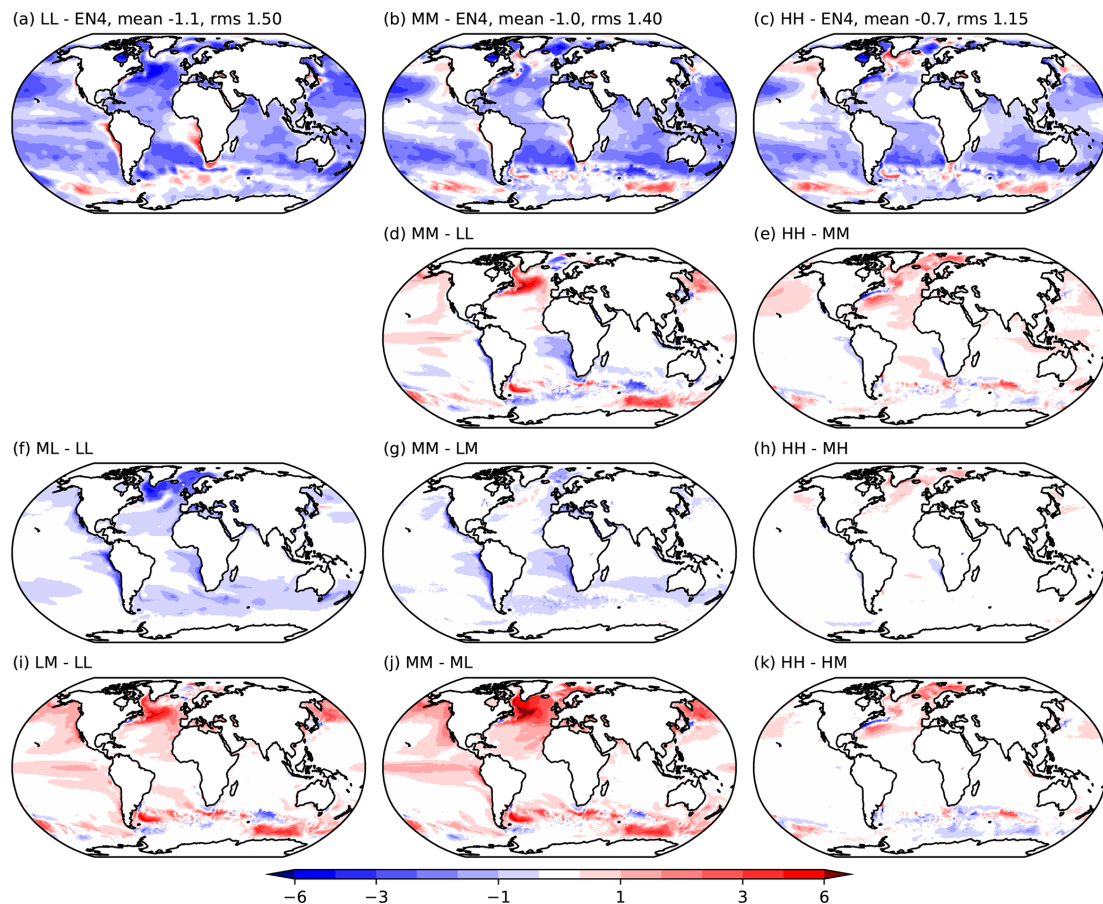 (a) LL - EN4, mean -1.1, rms 1.50
(b) MM - EN4, mean -1.0, rms 1.40
(c) HH - EN4, mean -0.7, rms 1.15
(d) MM - LL
(e) HH - MM
(f) ML - LL
(g) MM - LM
(h) HH - MH
(i) LM - LL
(j) MM - ML
(k) HH - HM
−6 −3 −1 1 3 6